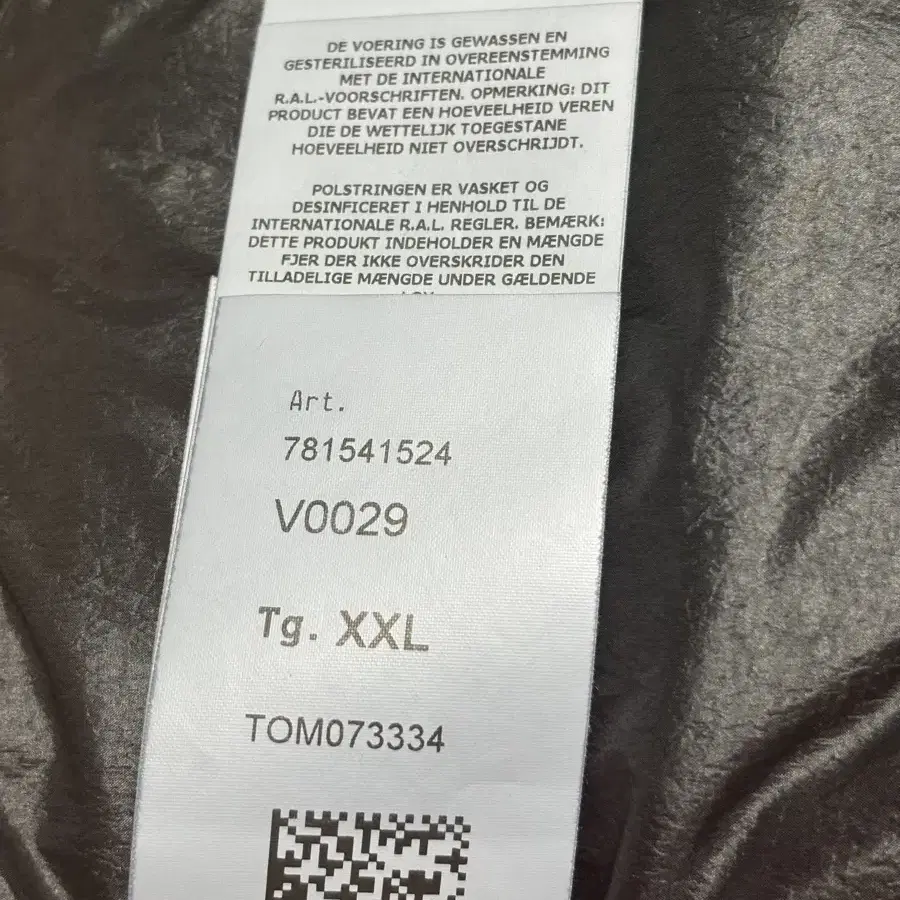 DE VOERING IS GEWASSEN EN
GESTERILISEERD IN OVEREENSTEMMING
MET DE INTERNATIONALE
R.A.L.-VOORSCHRIFTEN. OPMERKING: DIT
PRODUCT BEVAT EEN HOEVEELHEID VEREN
DIE DE WETTELIJK TOEGESTANE
HOEVEELHEID NIET OVERSCHRIJDT.
POLSTRINGEN ER VASKET OG
DESINFICERET I HENHOLD TIL DE
INTERNATIONALE R.A.L. REGLER. BEMÆRK:
DETTE PRODUKT INDEHOLDER EN MÆNGDE
FJER DER IKKE OVERSKRIDER DEN
TILLADELIGE MÆNGDE UNDER GÆLDENDE
Art.
781541524
V0029
Tg. XXL
TOM073334